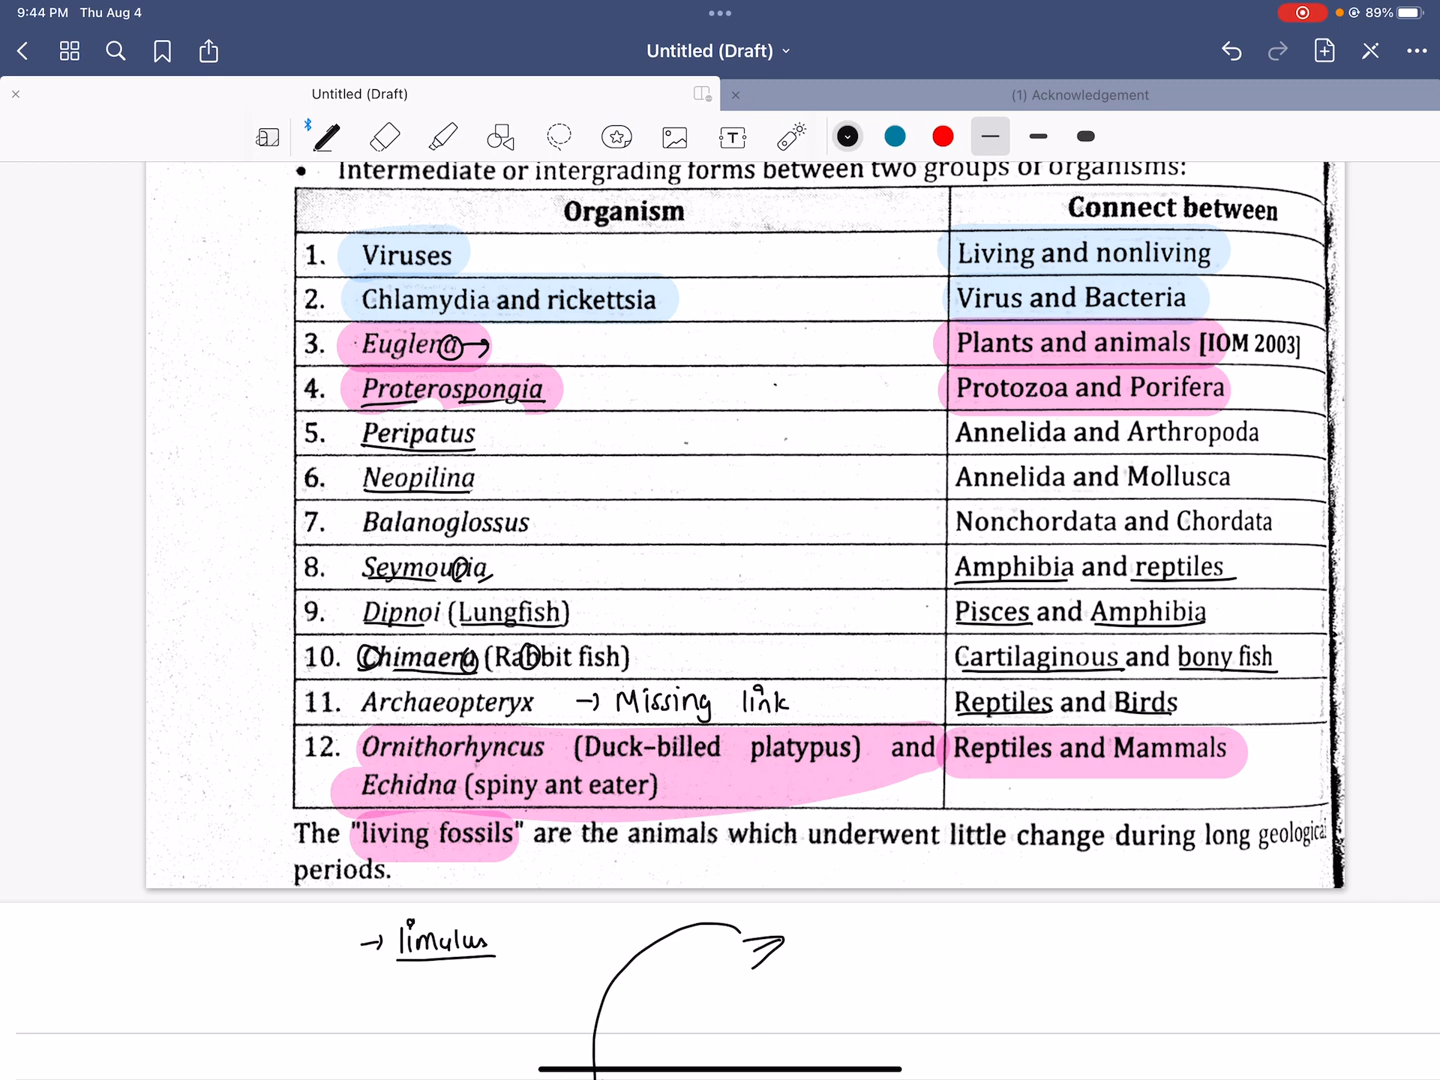 9:44 PM Thu Aug 4
89%
Untitled (Draft)
Untitled (Draft)
(1) Acknowledgement
• Intermediate or intergrading forms between two groups of organisms:
Organism Connect between
1. Viruses Living and nonliving
2. Chlamydia and rickettsia Virus and Bacteria
3. Euglena → Plants and animals [IOM 2003]
4. Proterospongia Protozoa and Porifera
5. Peripatus Annelida and Arthropoda
6. Neopilina Annelida and Mollusca
7. Balanoglossus Nonchordata and Chordata
8. Seymouria Amphibia and reptiles
9. Dipnoi (Lungfish) Pisces and Amphibia
10. Chimaera (Rabbit fish) Cartilaginous and bony fish
11. Archaeopteryx → Missing link Reptiles and Birds
12. Ornithorhyncus (Duck-billed platypus) and Reptiles and Mammals
Echidna (spiny ant eater)
The "living fossils" are the animals which underwent little change during long geological
periods.
→ limulus